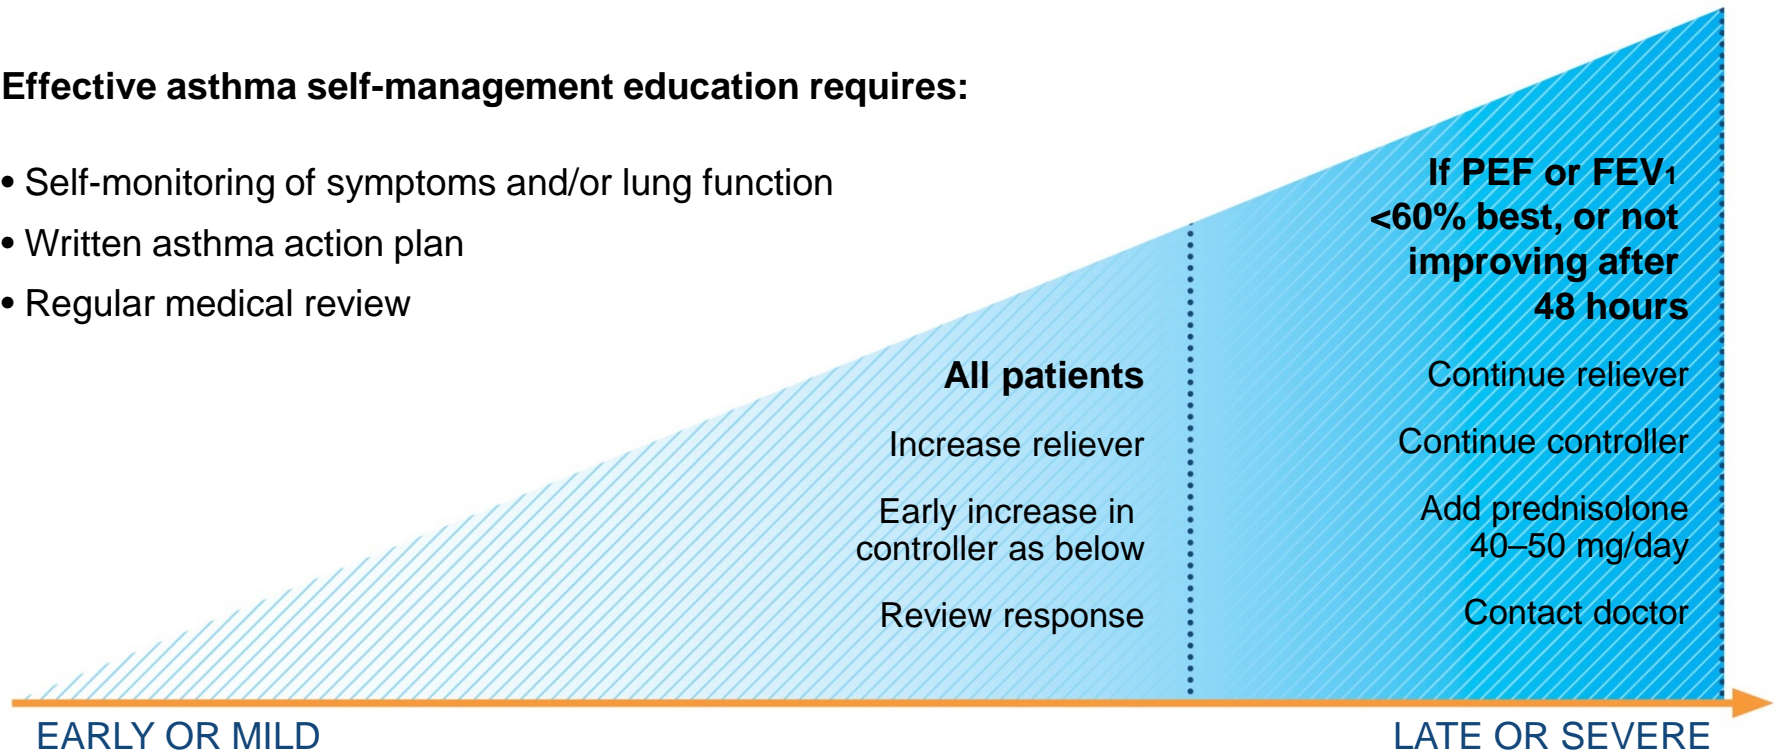 Effective asthma self-management education requires:
• Self-monitoring of symptoms and/or lung function
• Written asthma action plan
• Regular medical review
All patients
Increase reliever
Early increase in
controller as below
Review response
If PEF or FEV1
<60% best, or not
improving after
48 hours
Continue reliever
Continue controller
Add prednisolone
40–50 mg/day
Contact doctor
EARLY OR MILD
LATE OR SEVERE